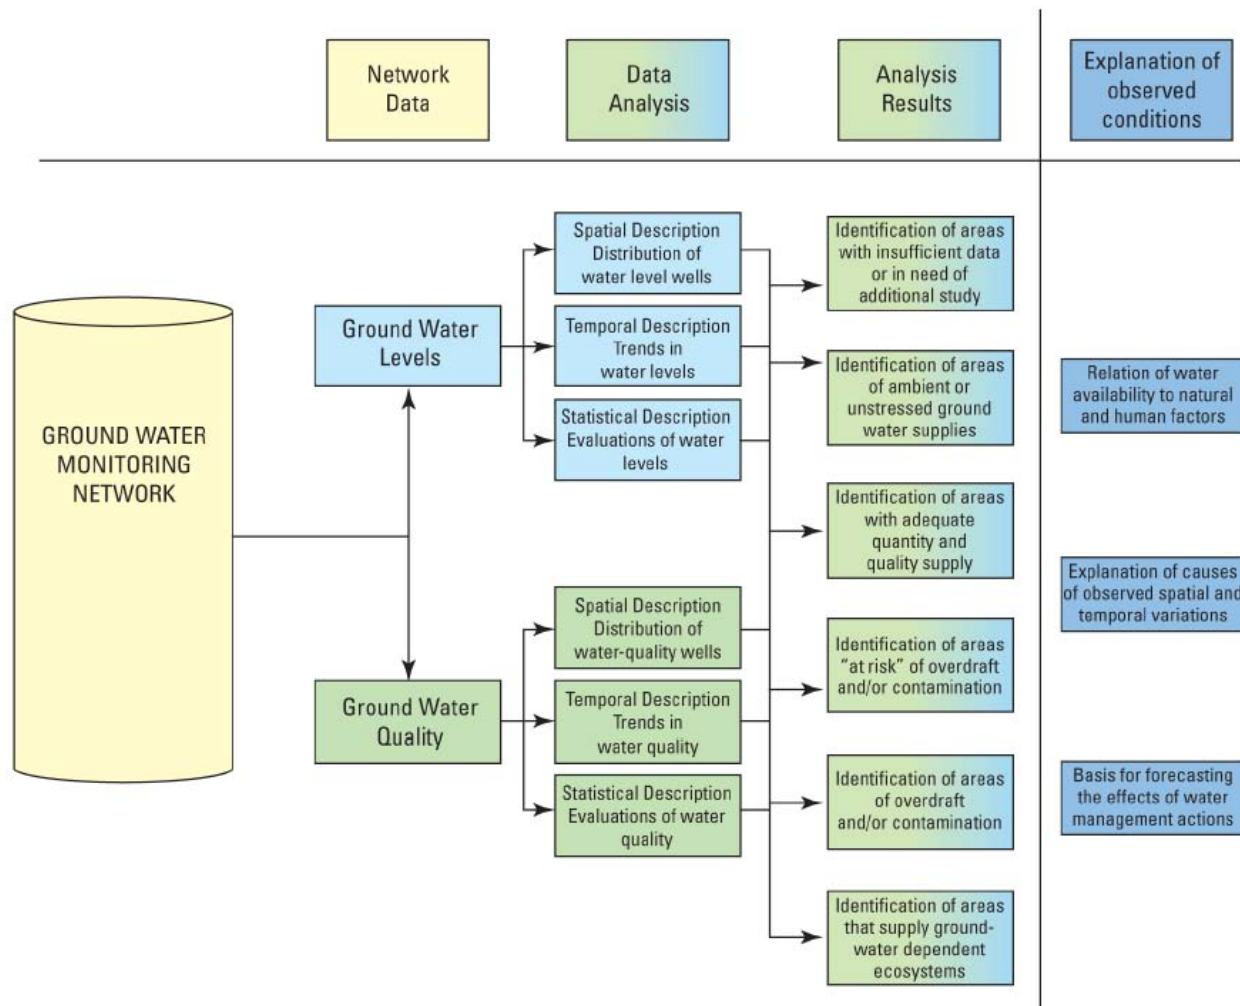 Network
Data
Data
Analysis
Analysis
Results
Explanation of
observed
conditions
GROUND WATER
MONITORING
NETWORK
Ground Water
Levels
Ground Water
Quality
Spatial Description
Distribution of
water level wells
Temporal Description
Trends in
water levels
Statistical Description
Evaluations of water
levels
Spatial Description
Distribution of
water-quality wells
Temporal Description
Trends in
water quality
Statistical Description
Evaluations of water
quality
Identification of areas
with insufficient data
or in need of
additional study
Identification of areas
of ambient or
unstressed ground
water supplies
Identification of areas
with adequate
quantity and
quality supply
Identification of areas
"at risk" of overdraft
and/or contamination
Identification of areas
of overdraft
and/or contamination
Identification of areas
that supply ground-
water dependent
ecosystems
Relation of water
availability to natural
and human factors
Explanation of causes
of observed spatial and
temporal variations
Basis for forecasting
the effects of water
management actions